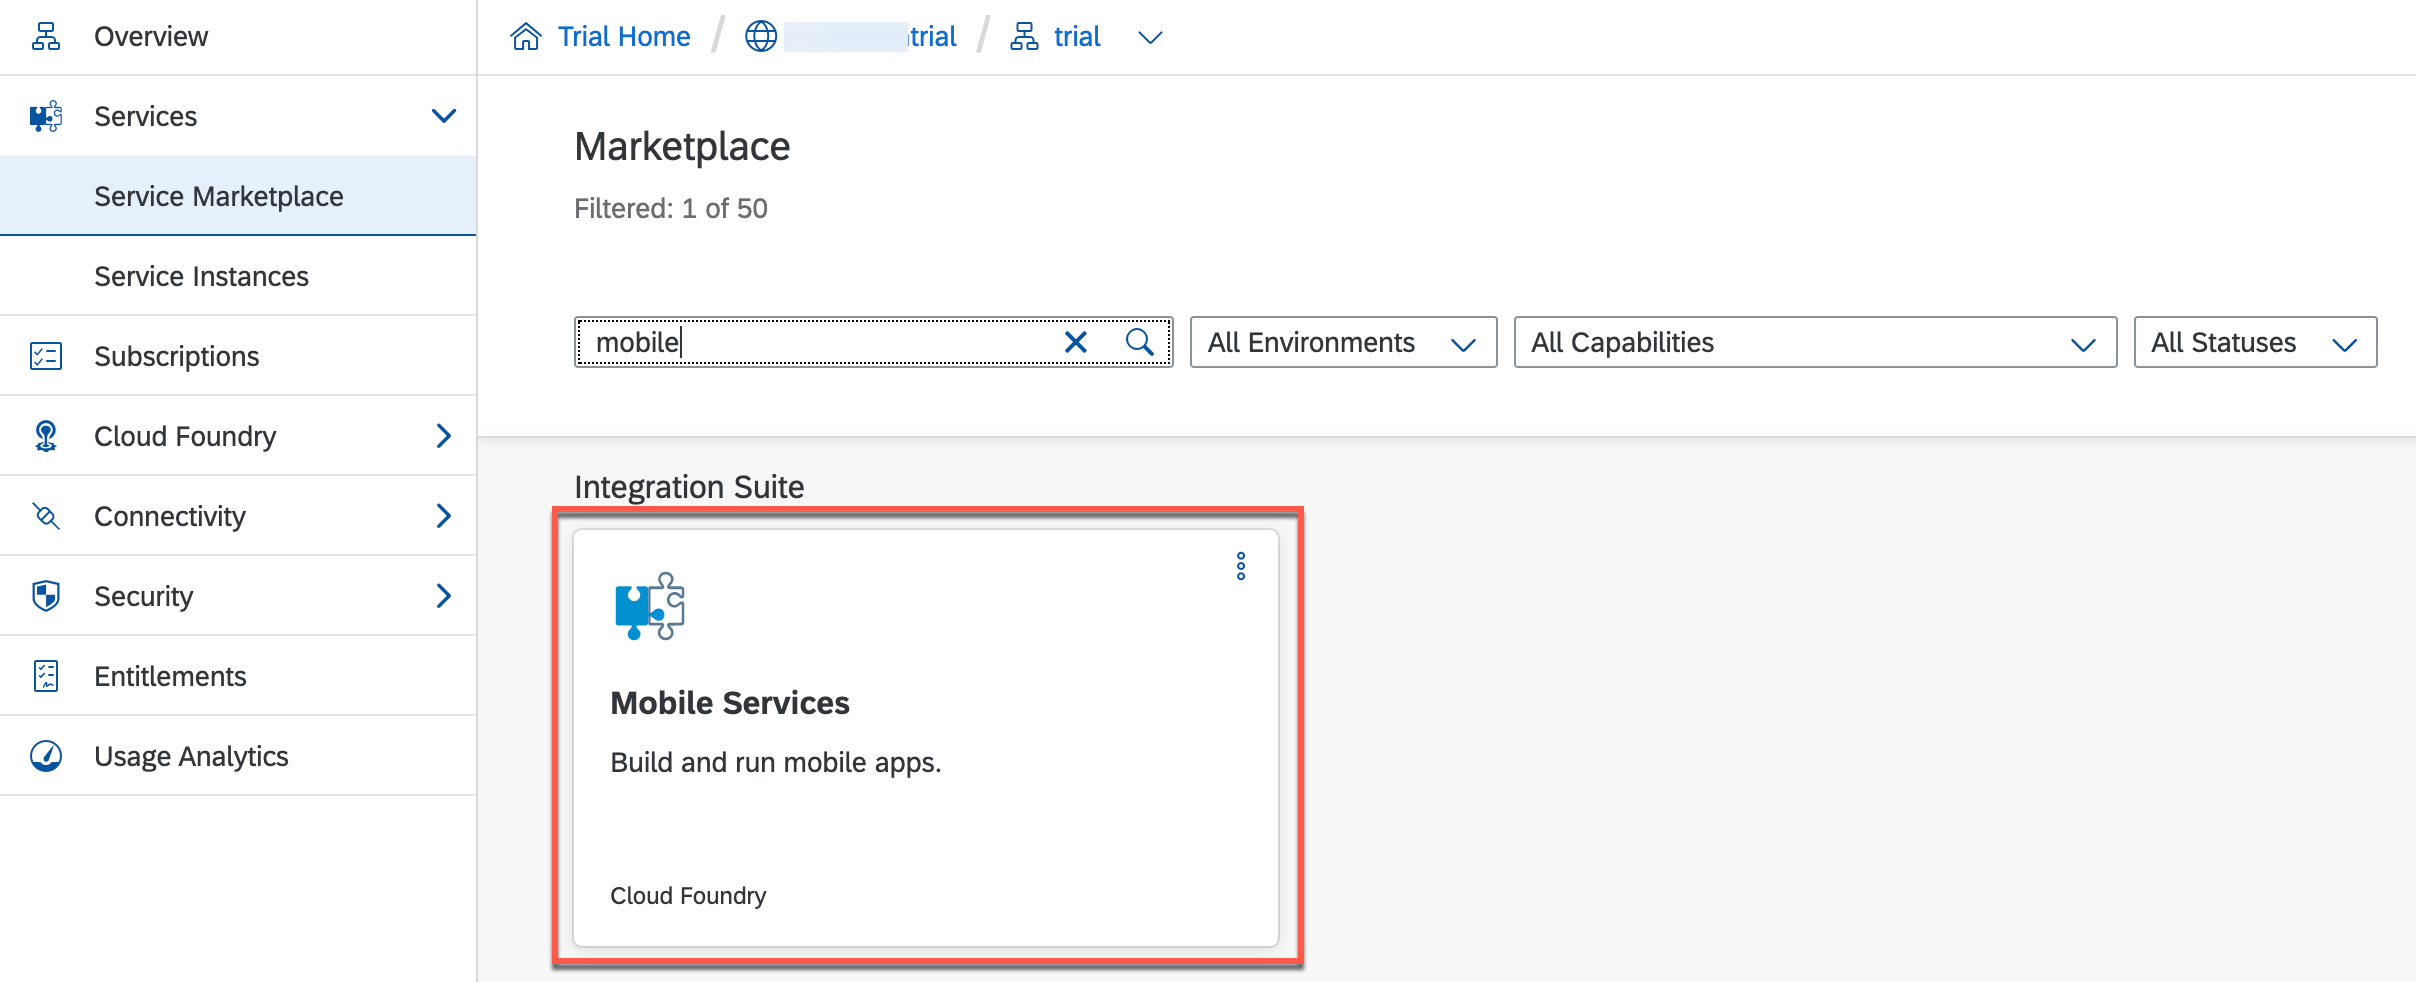 Overview
Services
Service Marketplace
Service Instances
Subscriptions
Cloud Foundry
Connectivity
Security
Entitlements
Usage Analytics
Trial Home / trial / trial
Marketplace
Filtered: 1 of 50
mobile All Environments All Capabilities All Statuses
Integration Suite
Mobile Services
Build and run mobile apps.
Cloud Foundry